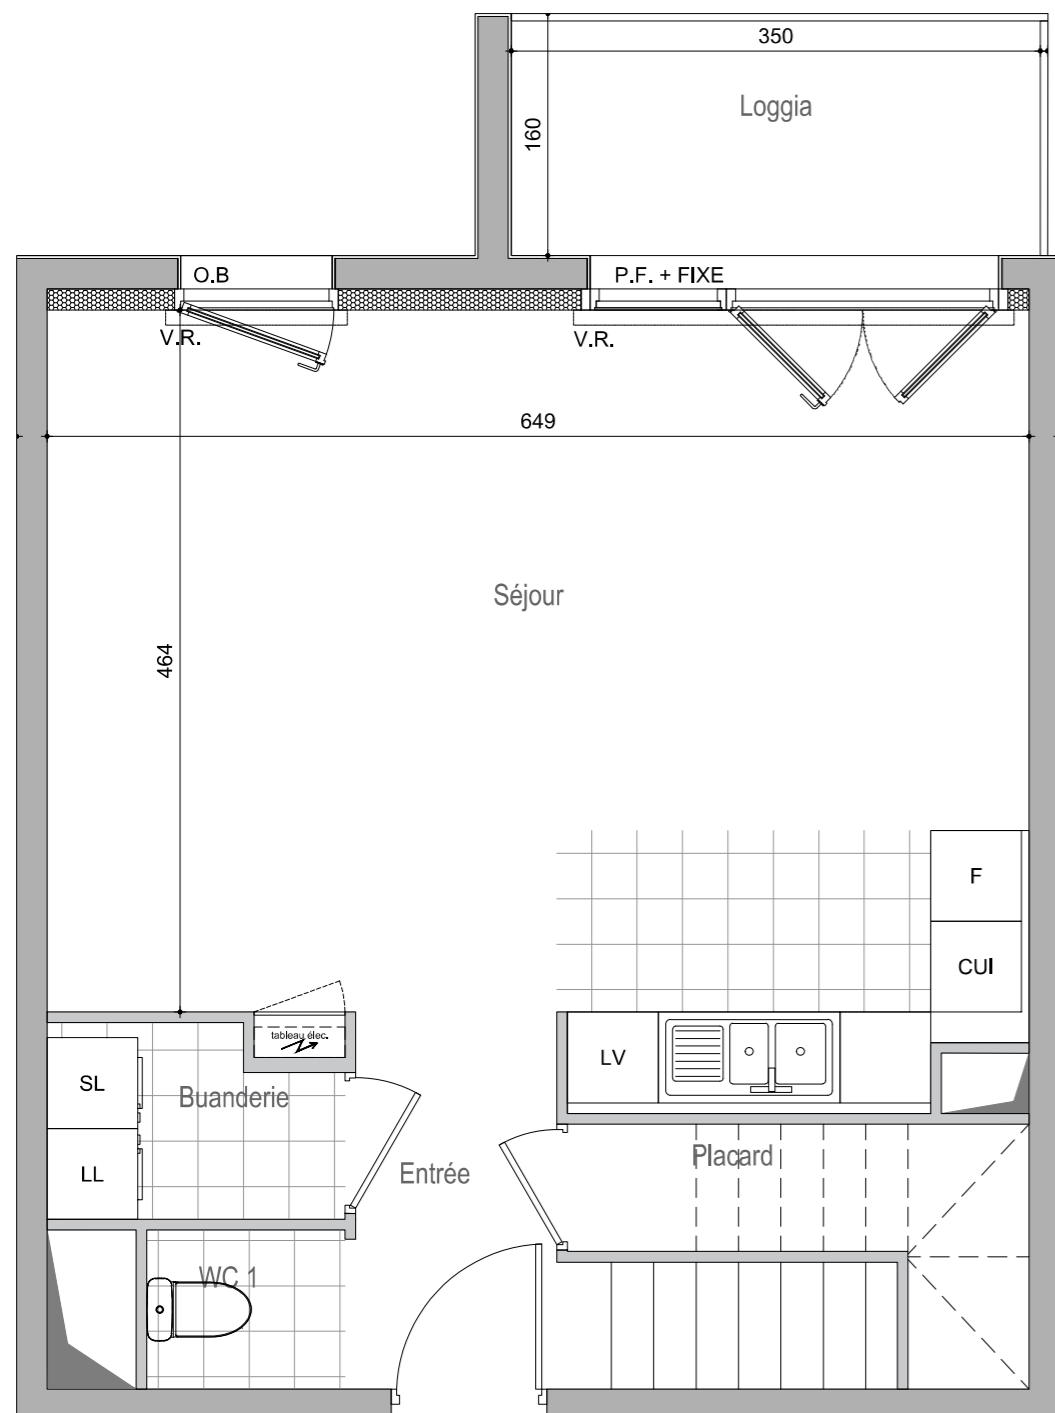 350
Loggia
160
O.B
P.F. + FIXE
V.R.
V.R.
649
Séjour
464
F
CUI
tableau élec.
LV
SL
Buanderie
Placard
Entrée
LL
WC 1